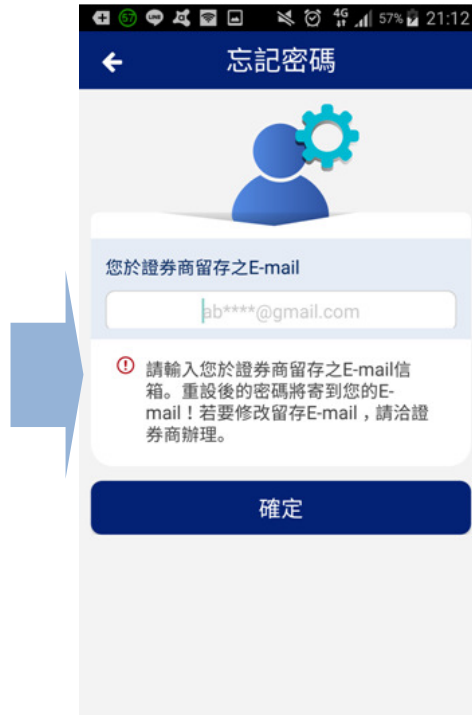 57 LINE 4G 57% 21:12
忘記密碼
您於證券商留存之E-mail
ab****@gmail.com
請輸入您於證券商留存之E-mail信
箱。重設後的密碼將寄到您的E-
mail！若要修改留存E-mail，請洽證
券商辦理。
確定